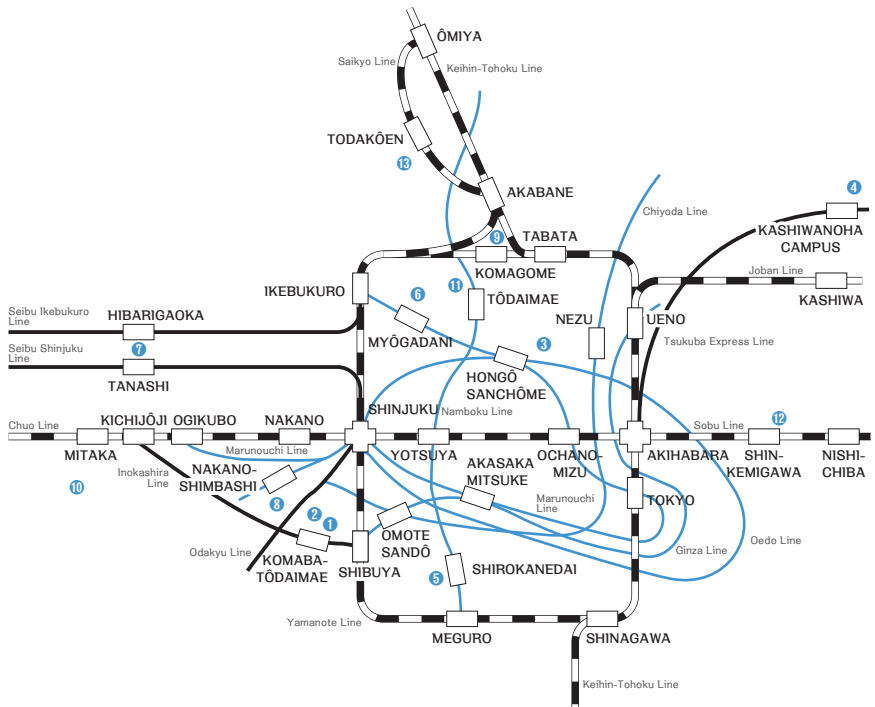 ÔMIYA
Saikyo Line
Keihin-Tohoku Line
TODAKÔEN
13
AKABANE
4
Chiyoda Line
KASHIWANOHA
CAMPUS
9
TABATA
KOMAGOME
Joban Line
IKEBUKURO
11
KASHIWA
6
TÔDAIMAE
Seibu Ikebukuro
Line
HIBARIGAOKA
NEZU
UENO
MYÔGADANI
Tsukuba Express Line
Seibu Shinjuku
Line
7
3
TANASHI
HONGÔ
SANCHÔME
SHINJUKU
Namboku Line
Chuo Line
KICHIJÔJI
OGIKUBO
NAKANO
Sobu Line
12
MITAKA
Marunouchi Line
YOTSUYA
OCHANO-
MIZU
AKIHABARA
SHIN-
KEMIGAWA
NISHI-
CHIBA
Inokashira
Line
NAKANO-
SHIMBASHI
AKASAKA
MITSUKE
10
8
Marunouchi
Line
TOKYO
2
1
OMOTE
SANDÔ
Oedo Line
Odakyu Line
KOMABA-
TÔDAIMAE
SHIBUYA
Ginza Line
5
SHIROKANEDAI
Yamanote Line
MEGURO
SHINAGAWA
Keihin-Tohoku Line